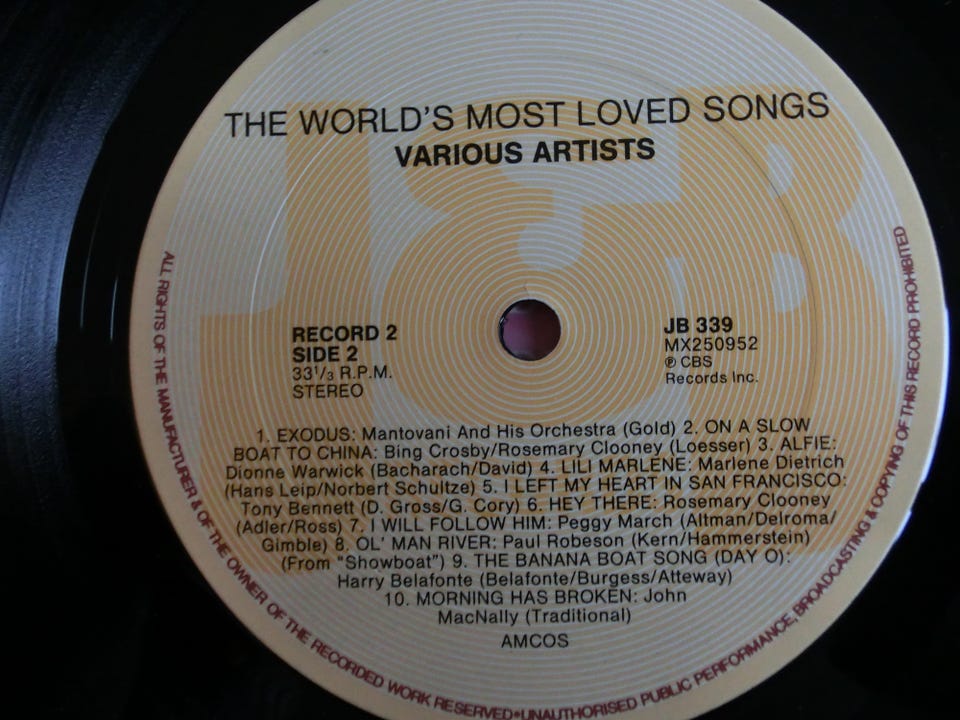 THE WORLD'S MOST LOVED SONGS
VARIOUS ARTISTS
J&B
RECORD 2
SIDE 2
33 1/3 R.P.M.
STEREO
JB 339
MX250952
℗ CBS
Records Inc.
1. EXODUS: Mantovani And His Orchestra (Gold) 2. ON A SLOW
BOAT TO CHINA: Bing Crosby/Rosemary Clooney (Loesser) 3. ALFIE:
Dionne Warwick (Bacharach/David) 4. LILI MARLENE: Marlene Dietrich
(Hans Leip/Norbert Schultze) 5. I LEFT MY HEART IN SAN FRANCISCO:
Tony Bennett (D. Gross/G. Cory) 6. HEY THERE: Rosemary Clooney
(Adler/Ross) 7. I WILL FOLLOW HIM: Peggy March (Altman/Delroma/
Gimble) 8. OL' MAN RIVER: Paul Robeson (Kern/Hammerstein)
(From "Showboat") 9. THE BANANA BOAT SONG (DAY O):
Harry Belafonte (Belafonte/Burgess/Atteway)
10. MORNING HAS BROKEN: John
MacNally (Traditional)
AMCOS
ALL RIGHTS OF THE MANUFACTURER & OF THE OWNER OF THE RECORDED WORK RESERVED•UNAUTHORISED PUBLIC PERFORMANCE, BROADCASTING & COPYING OF THIS RECORD PROHIBITED